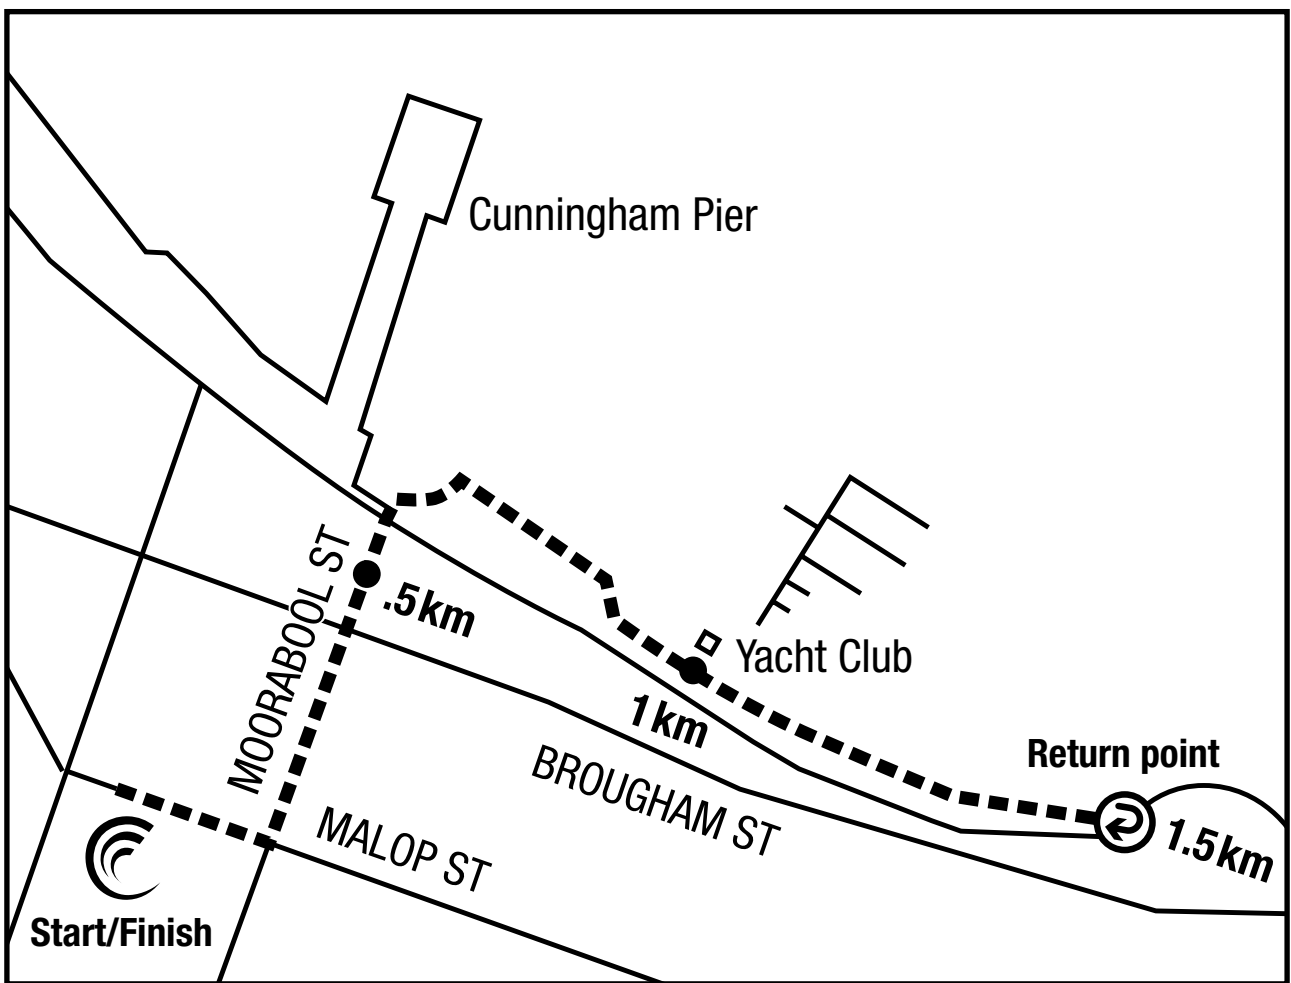 Cunningham Pier
MOORABOOL ST
.5km
Yacht Club
1km
BROUGHAM ST
Return point
1.5km
MALOP ST
Start/Finish